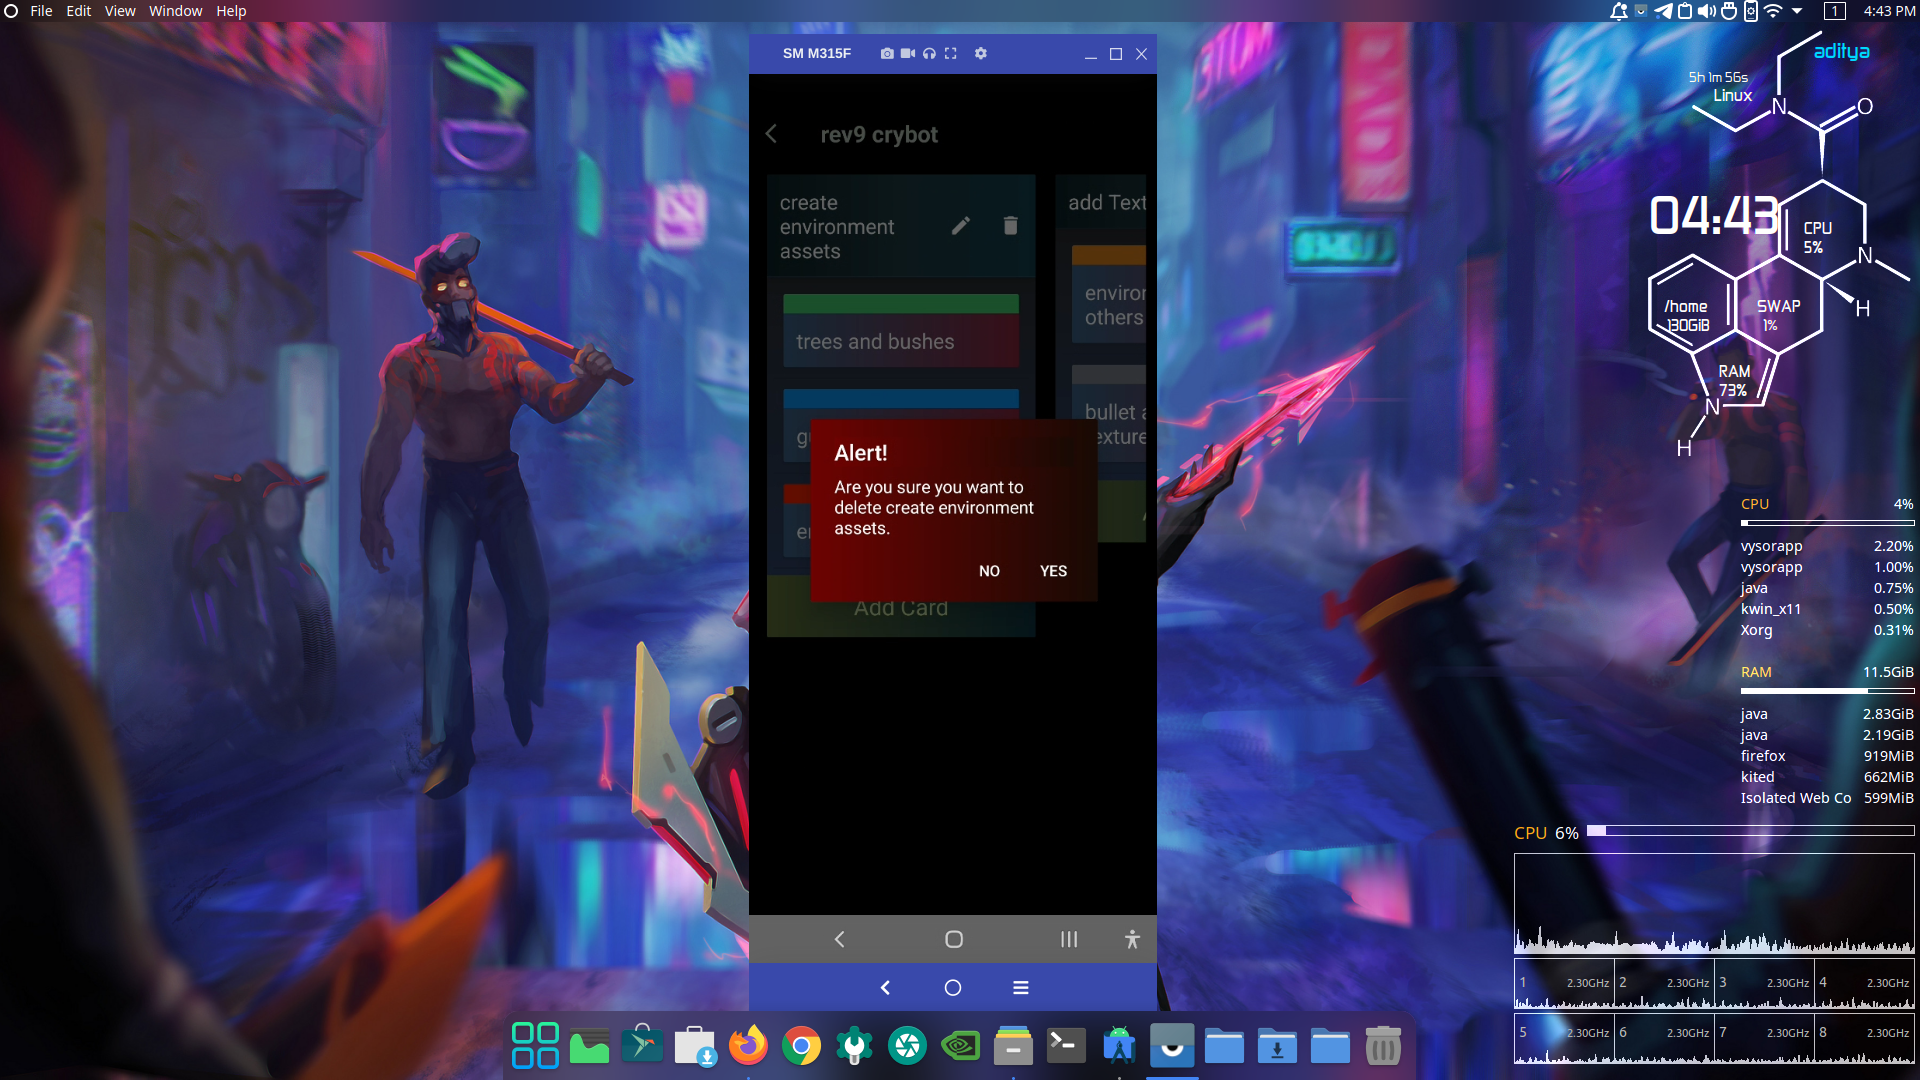 File Edit View Window Help
1 4:43 PM
SM M315F
aditya
5h 1m 56s
Linux
N
O
rev9 crybot
create
environment
assets
add Text
04:43
CPU
5%
N
H
/home
130GiB
SWAP
1%
RAM
73%
N
H
trees and bushes
others
bullet
Alert!
Are you sure you want to
delete create environment
assets.
NO YES
Add Card
CPU 4%
vysorapp 2.20%
vysorapp 1.00%
java 0.75%
kwin_x11 0.50%
Xorg 0.31%
RAM 11.5GiB
java 2.83GiB
java 2.19GiB
firefox 919MiB
kited 662MiB
Isolated Web Co 599MiB
CPU 6%
1 2.30GHz 2 2.30GHz 3 2.30GHz 4 2.30GHz
5 2.30GHz 6 2.30GHz 7 2.30GHz 8 2.30GHz